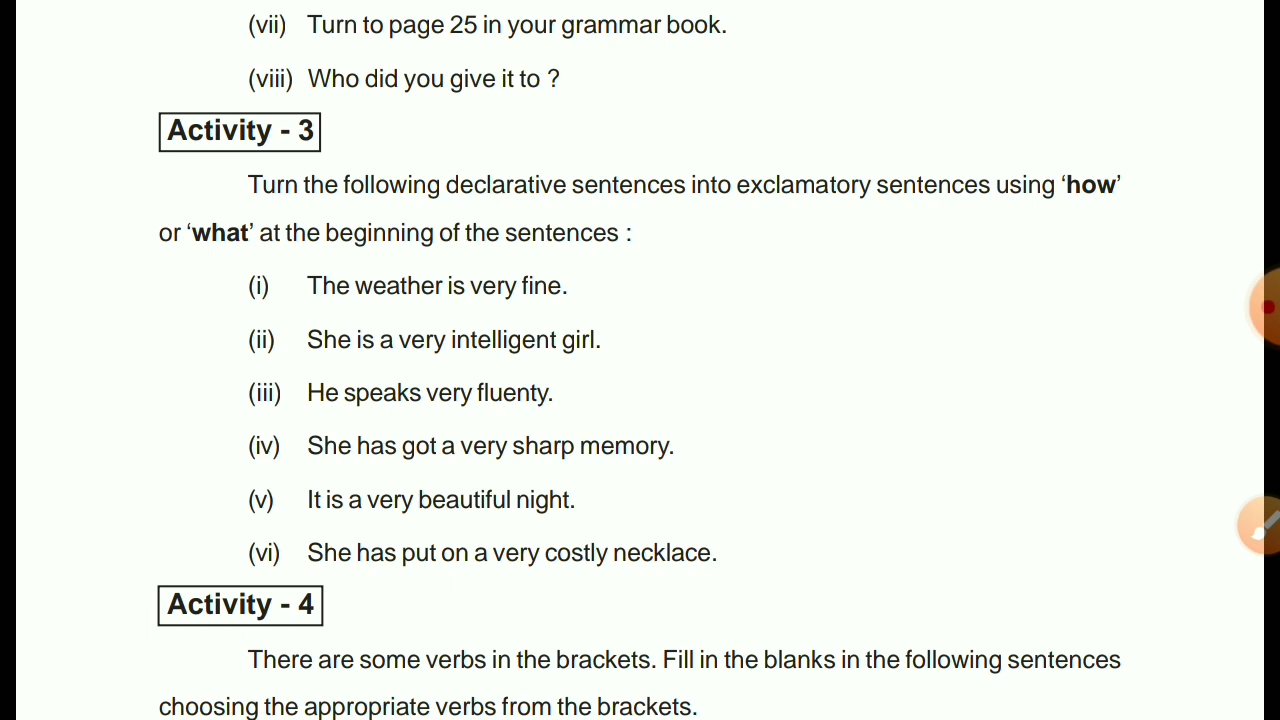 (vii) Turn to page 25 in your grammar book.
(viii) Who did you give it to ?
Activity - 3
Turn the following declarative sentences into exclamatory sentences using ‘how’
or ‘what’ at the beginning of the sentences :
(i) The weather is very fine.
(ii) She is a very intelligent girl.
(iii) He speaks very fluenty.
(iv) She has got a very sharp memory.
(v) It is a very beautiful night.
(vi) She has put on a very costly necklace.
Activity - 4
There are some verbs in the brackets. Fill in the blanks in the following sentences
choosing the appropriate verbs from the brackets.